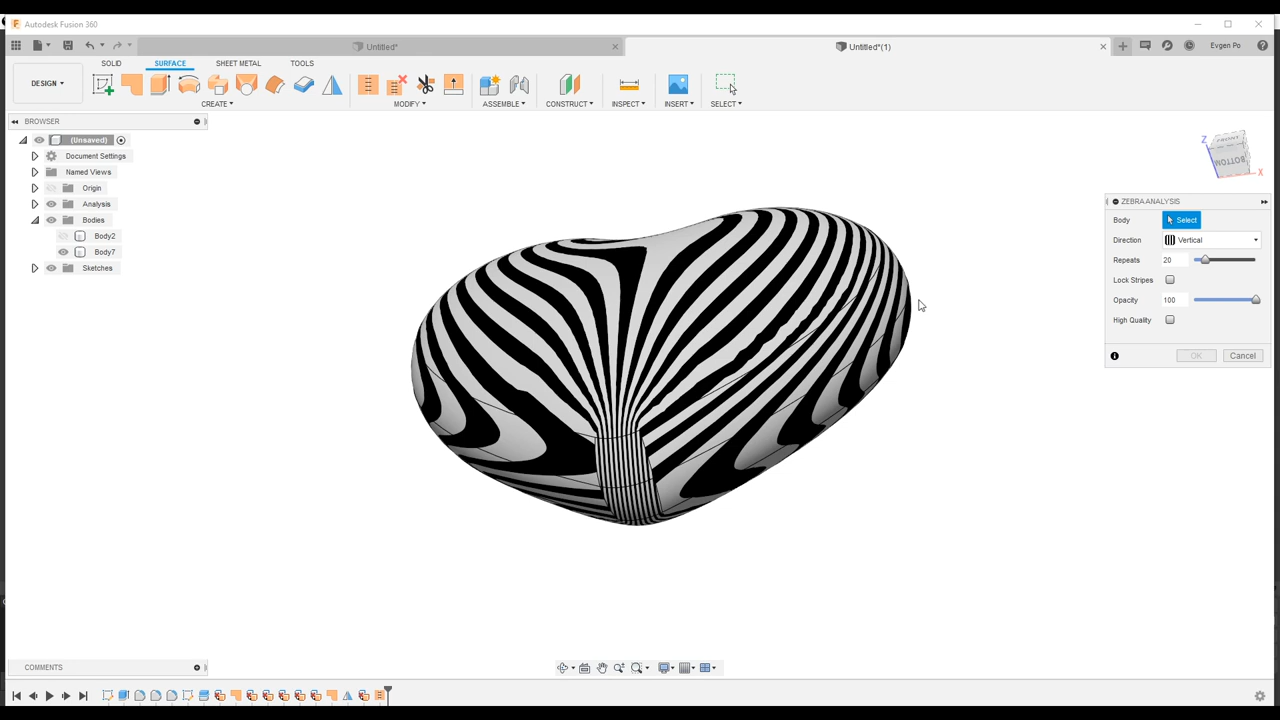 Autodesk Fusion 360
Untitled*
Untitled*(1)
Evgen Po
DESIGN
SOLID
SURFACE
SHEET METAL
TOOLS
CREATE
MODIFY
ASSEMBLE
CONSTRUCT
INSPECT
INSERT
SELECT
BROWSER
(Unsaved)
Document Settings
Named Views
Origin
Analysis
Bodies
Body2
Body7
Sketches
Z
BOTTOM
X
ZEBRA ANALYSIS
Body
Select
Direction
Vertical
Repeats
20
Lock Stripes
Opacity
100
High Quality
OK
Cancel
COMMENTS